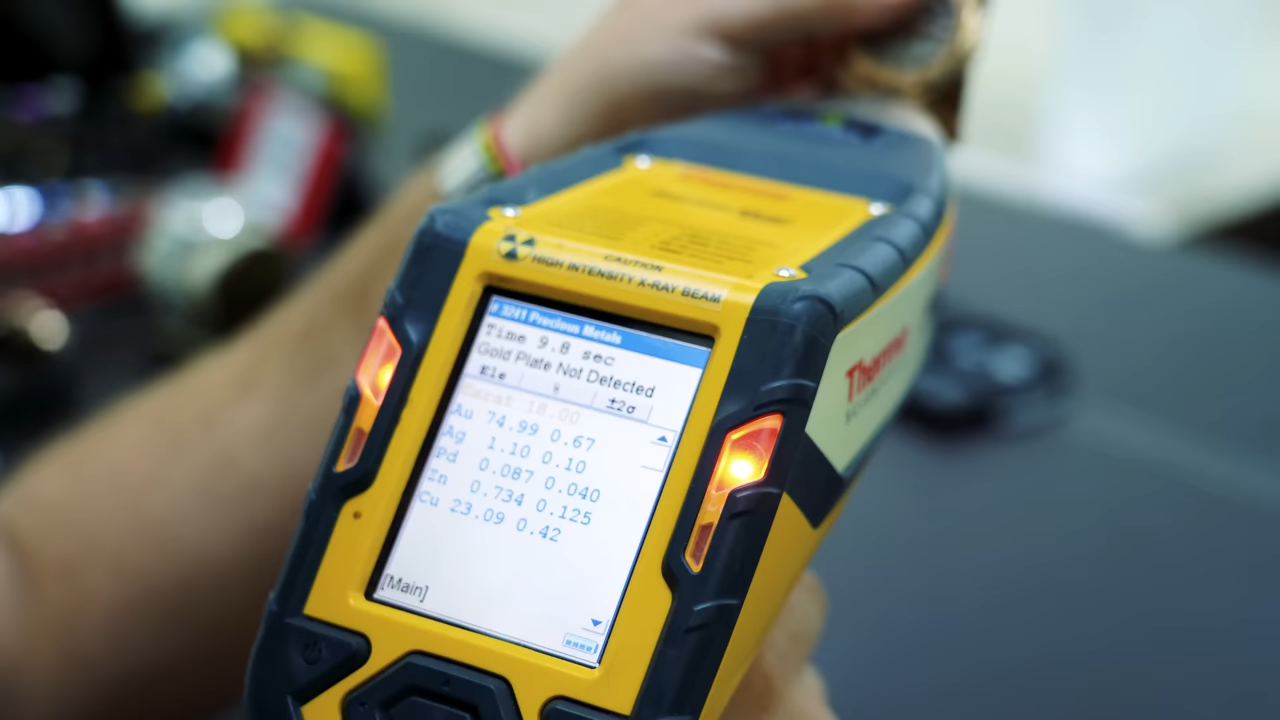 CAUTION
HIGH INTENSITY X-RAY BEAM
# 3241 Precious Metals
Time 9.8 sec
Gold Plate Not Detected
Ele % ±2σ
Carat 18.00
Au 74.99 0.67
Ag 1.10 0.10
Pd 0.087 0.040
Zn 0.734 0.125
Cu 23.09 0.42
[Main]
Thermo